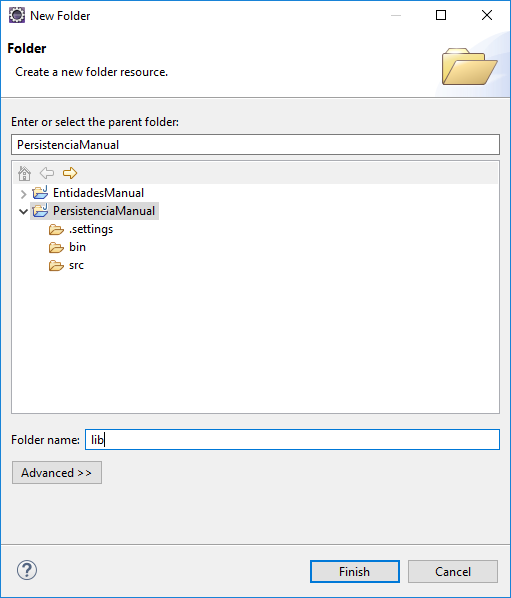 New Folder
Folder
Create a new folder resource.
Enter or select the parent folder:
PersistenciaManual
EntidadesManual
PersistenciaManual
.settings
bin
src
Folder name: lib
Advanced >>
Finish Cancel